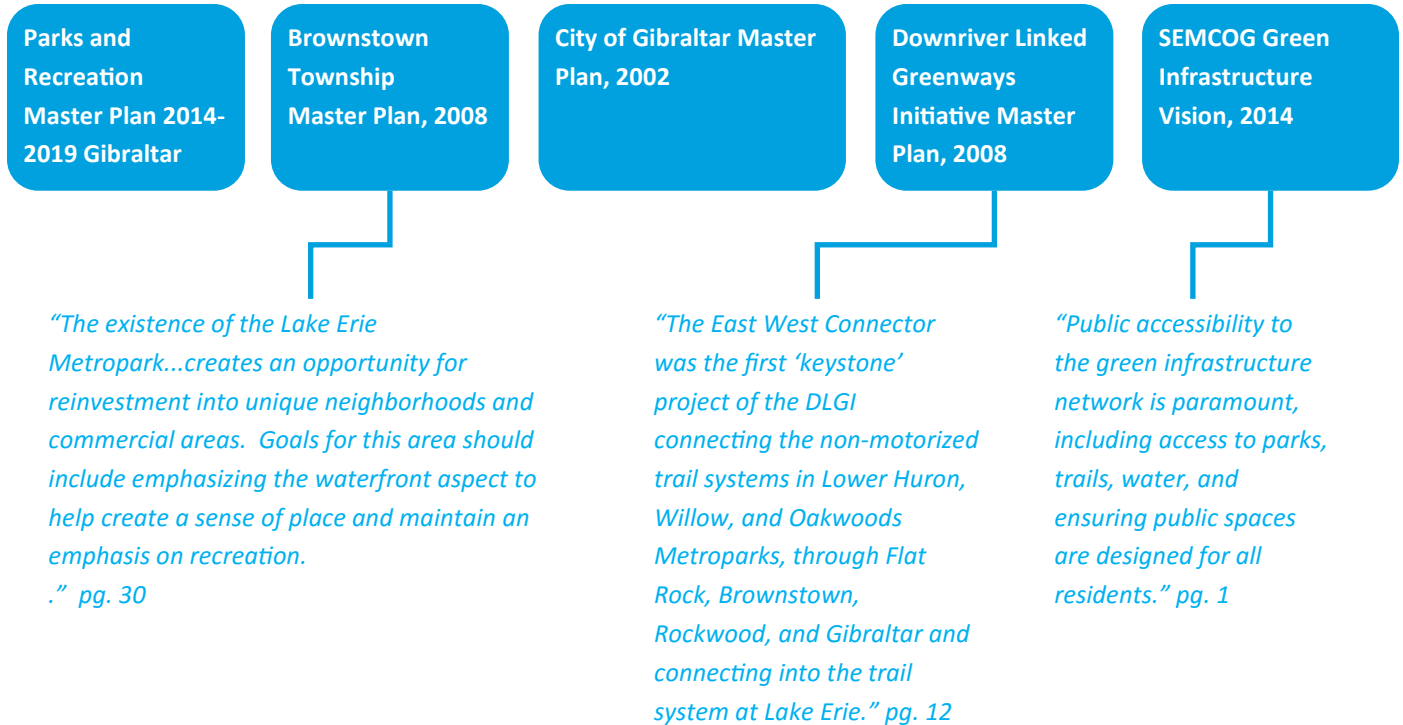 Parks and
Recreation
Master Plan 2014-
2019 Gibraltar
Brownstown
Township
Master Plan, 2008
City of Gibraltar Master
Plan, 2002
Downriver Linked
Greenways
Initiative Master
Plan, 2008
SEMCOG Green
Infrastructure
Vision, 2014
“The existence of the Lake Erie
Metropark...creates an opportunity for
reinvestment into unique neighborhoods and
commercial areas.  Goals for this area should
include emphasizing the waterfront aspect to
help create a sense of place and maintain an
emphasis on recreation.
.”  pg. 30
“The East West Connector
was the first ‘keystone’
project of the DLGI
connecting the non-motorized
trail systems in Lower Huron,
Willow, and Oakwoods
Metroparks, through Flat
Rock, Brownstown,
Rockwood, and Gibraltar and
connecting into the trail
system at Lake Erie.” pg. 12
“Public accessibility to
the green infrastructure
network is paramount,
including access to parks,
trails, water, and
ensuring public spaces
are designed for all
residents.” pg. 1